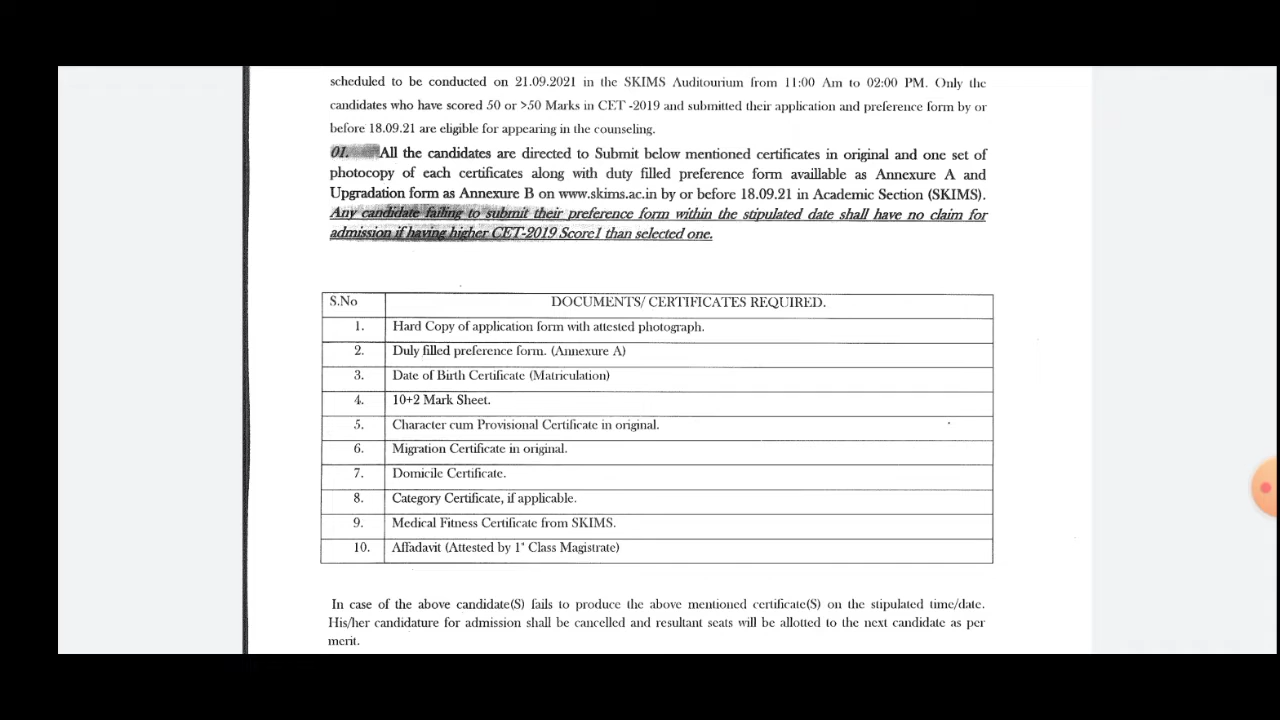 scheduled to be conducted on 21.09.2021 in the SKIMS Auditourium from 11:00 Am to 02:00 PM. Only the
candidates who have scored 50 or >50 Marks in CET -2019 and submitted their application and preference form by or
before 18.09.21 are eligible for appearing in the counseling.
01. All the candidates are directed to Submit below mentioned certificates in original and one set of
photocopy of each certificates along with duty filled preference form availlable as Annexure A and
Upgradation form as Annexure B on www.skims.ac.in by or before 18.09.21 in Academic Section (SKIMS).
Any candidate failing to submit their preference form within the stipulated date shall have no claim for
admission if having higher CET-2019 Score1 than selected one.
S.No DOCUMENTS/ CERTIFICATES REQUIRED.
1. Hard Copy of application form with attested photograph.
2. Duly filled preference form. (Annexure A)
3. Date of Birth Certificate (Matriculation)
4. 10+2 Mark Sheet.
5. Character cum Provisional Certificate in original.
6. Migration Certificate in original.
7. Domicile Certificate.
8. Category Certificate, if applicable.
9. Medical Fitness Certificate from SKIMS.
10. Affadavit (Attested by 1" Class Magistrate)
In case of the above candidate(S) fails to produce the above mentioned certificate(S) on the stipulated time/date.
His/her candidature for admission shall be cancelled and resultant seats will be allotted to the next candidate as per
merit.